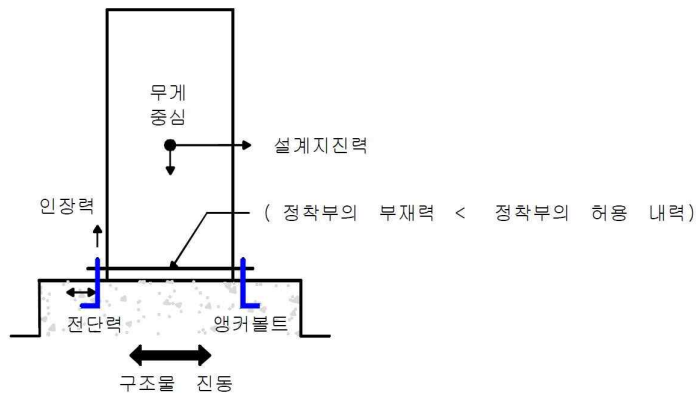 무게
중심
설계지진력
인장력
( 정착부의 부재력 < 정착부의 허용 내력)
전단력
앵커볼트
구조물 진동